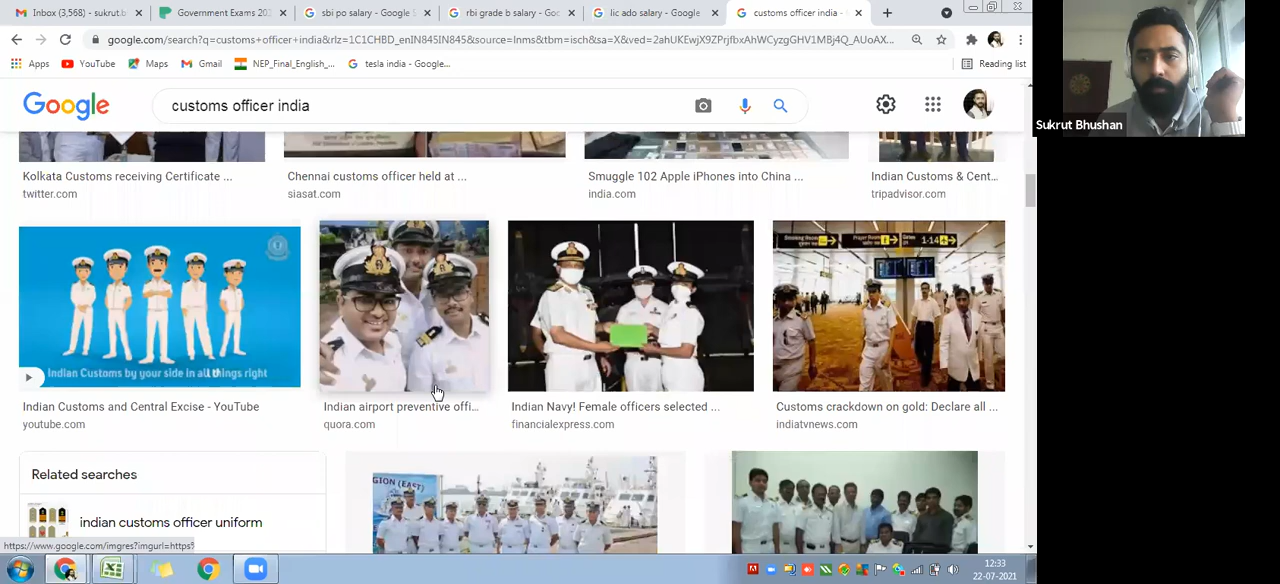 Inbox (3,568) - sukrut.b
Government Exams 202
sbi po salary - Google S
rbi grade b salary - Goo
lic ado salary - Google
customs officer india -
google.com/search?q=customs+officer+india&rlz=1C1CHBD_enIN845IN845&source=lnms&tbm=isch&sa=X&ved=2ahUKEwjX9ZPrjfbxAhWCyzgGHV1MBj4Q_AUoAX...
Apps
YouTube
Maps
Gmail
NEP_Final_English_...
tesla india - Google...
Reading list
Google
customs officer india
Sukrut Bhushan
Kolkata Customs receiving Certificate ...
twitter.com
Chennai customs officer held at ...
siasat.com
Smuggle 102 Apple iPhones into China ...
india.com
Indian Customs & Cent...
tripadvisor.com
Indian Customs by your side in all things right
Indian Customs and Central Excise - YouTube
youtube.com
Indian airport preventive offi...
quora.com
Indian Navy! Female officers selected ...
financialexpress.com
1-14
Customs crackdown on gold: Declare all ...
indiatvnews.com
Related searches
indian customs officer uniform
GION (EAST)
https://www.google.com/imgres?imgurl=https%
12:33
22-07-2021